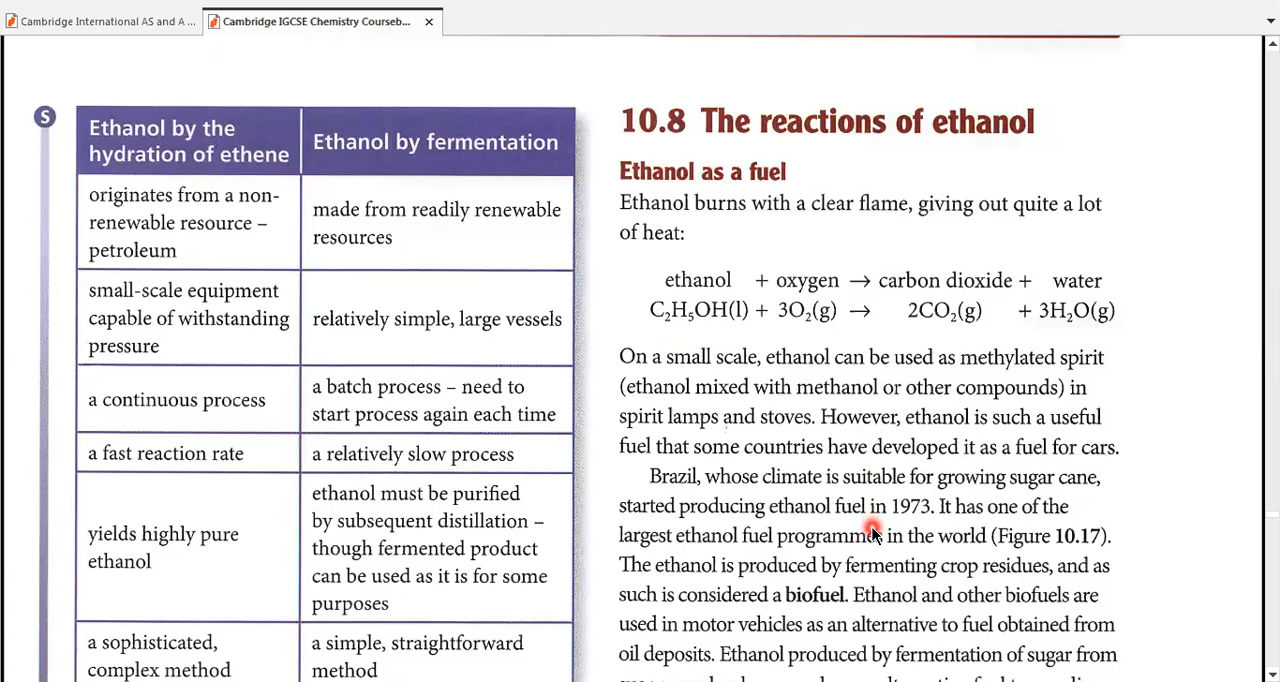 Cambridge International AS and A ...
Cambridge IGCSE Chemistry Courseb...
S
Ethanol by the
hydration of ethene
Ethanol by fermentation
originates from a non-
renewable resource –
petroleum
made from readily renewable
resources
small-scale equipment
capable of withstanding
pressure
relatively simple, large vessels
a continuous process
a batch process – need to
start process again each time
a fast reaction rate
a relatively slow process
yields highly pure
ethanol
ethanol must be purified
by subsequent distillation –
though fermented product
can be used as it is for some
purposes
a sophisticated,
complex method
a simple, straightforward
method
10.8 The reactions of ethanol
Ethanol as a fuel
Ethanol burns with a clear flame, giving out quite a lot
of heat:
ethanol + oxygen → carbon dioxide + water
C₂H₅OH(l) + 3O₂(g) → 2CO₂(g) + 3H₂O(g)
On a small scale, ethanol can be used as methylated spirit
(ethanol mixed with methanol or other compounds) in
spirit lamps and stoves. However, ethanol is such a useful
fuel that some countries have developed it as a fuel for cars.
Brazil, whose climate is suitable for growing sugar cane,
started producing ethanol fuel in 1973. It has one of the
largest ethanol fuel programmes in the world (Figure 10.17).
The ethanol is produced by fermenting crop residues, and as
such is considered a biofuel. Ethanol and other biofuels are
used in motor vehicles as an alternative to fuel obtained from
oil deposits. Ethanol produced by fermentation of sugar from